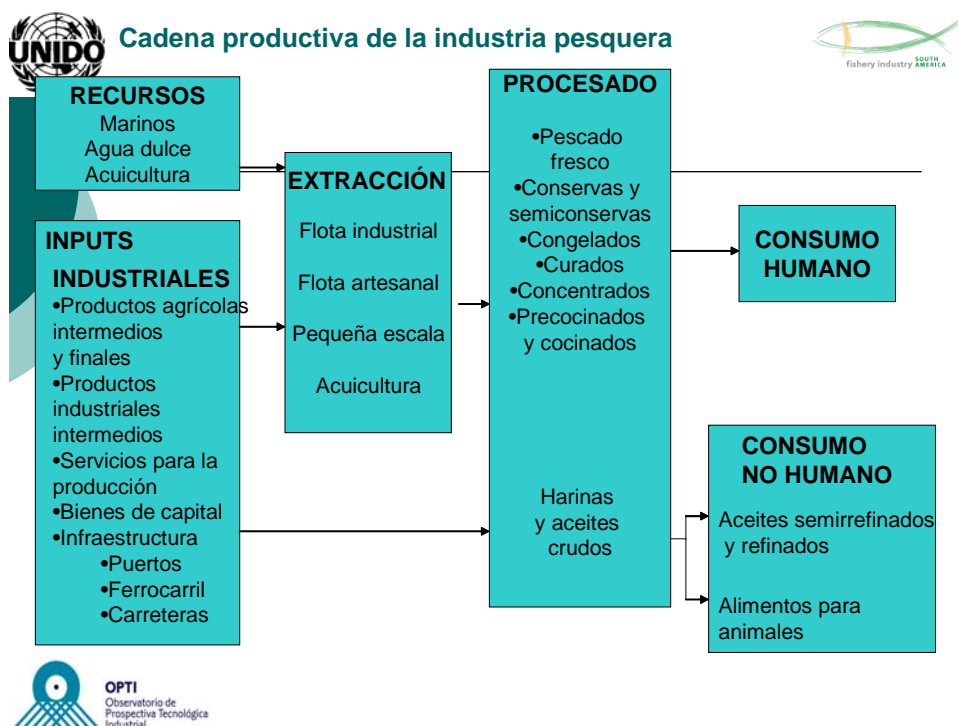 UNIDO
Cadena productiva de la industria pesquera
fishery industry SOUTH AMERICA
RECURSOS
Marinos
Agua dulce
Acuicultura
INPUTS
INDUSTRIALES
•Productos agrícolas
intermedios
y finales
•Productos
industriales
intermedios
•Servicios para la
producción
•Bienes de capital
•Infraestructura
•Puertos
•Ferrocarril
•Carreteras
EXTRACCIÓN
Flota industrial
Flota artesanal
Pequeña escala
Acuicultura
PROCESADO
•Pescado
fresco
•Conservas y
semiconservas
•Congelados
•Curados
•Concentrados
•Precocinados
y cocinados
Harinas
y aceites
crudos
CONSUMO
HUMANO
CONSUMO
NO HUMANO
Aceites semirrefinados
y refinados
Alimentos para
animales
OPTI
Observatorio de
Prospectiva Tecnológica
Industrial